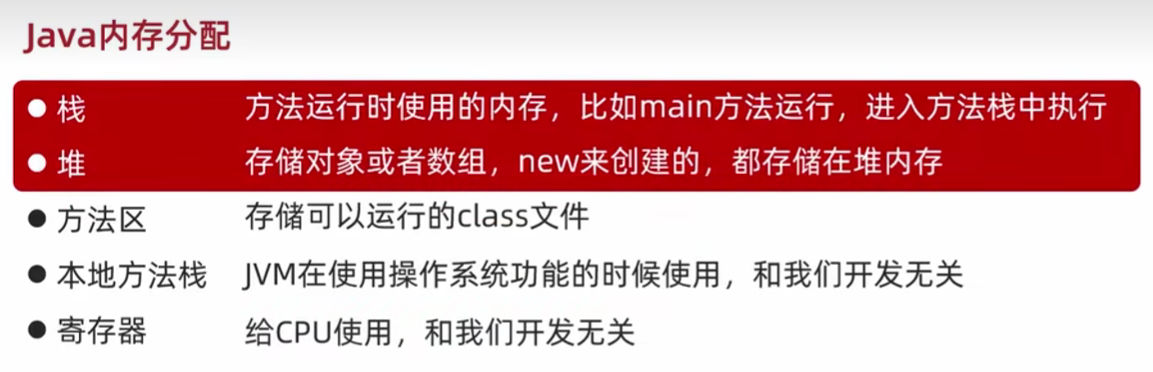 Java内存分配
● 栈 方法运行时使用的内存，比如main方法运行，进入方法栈中执行
● 堆 存储对象或者数组，new来创建的，都存储在堆内存
● 方法区 存储可以运行的class文件
● 本地方法栈 JVM在使用操作系统功能的时候使用，和我们开发无关
● 寄存器 给CPU使用，和我们开发无关